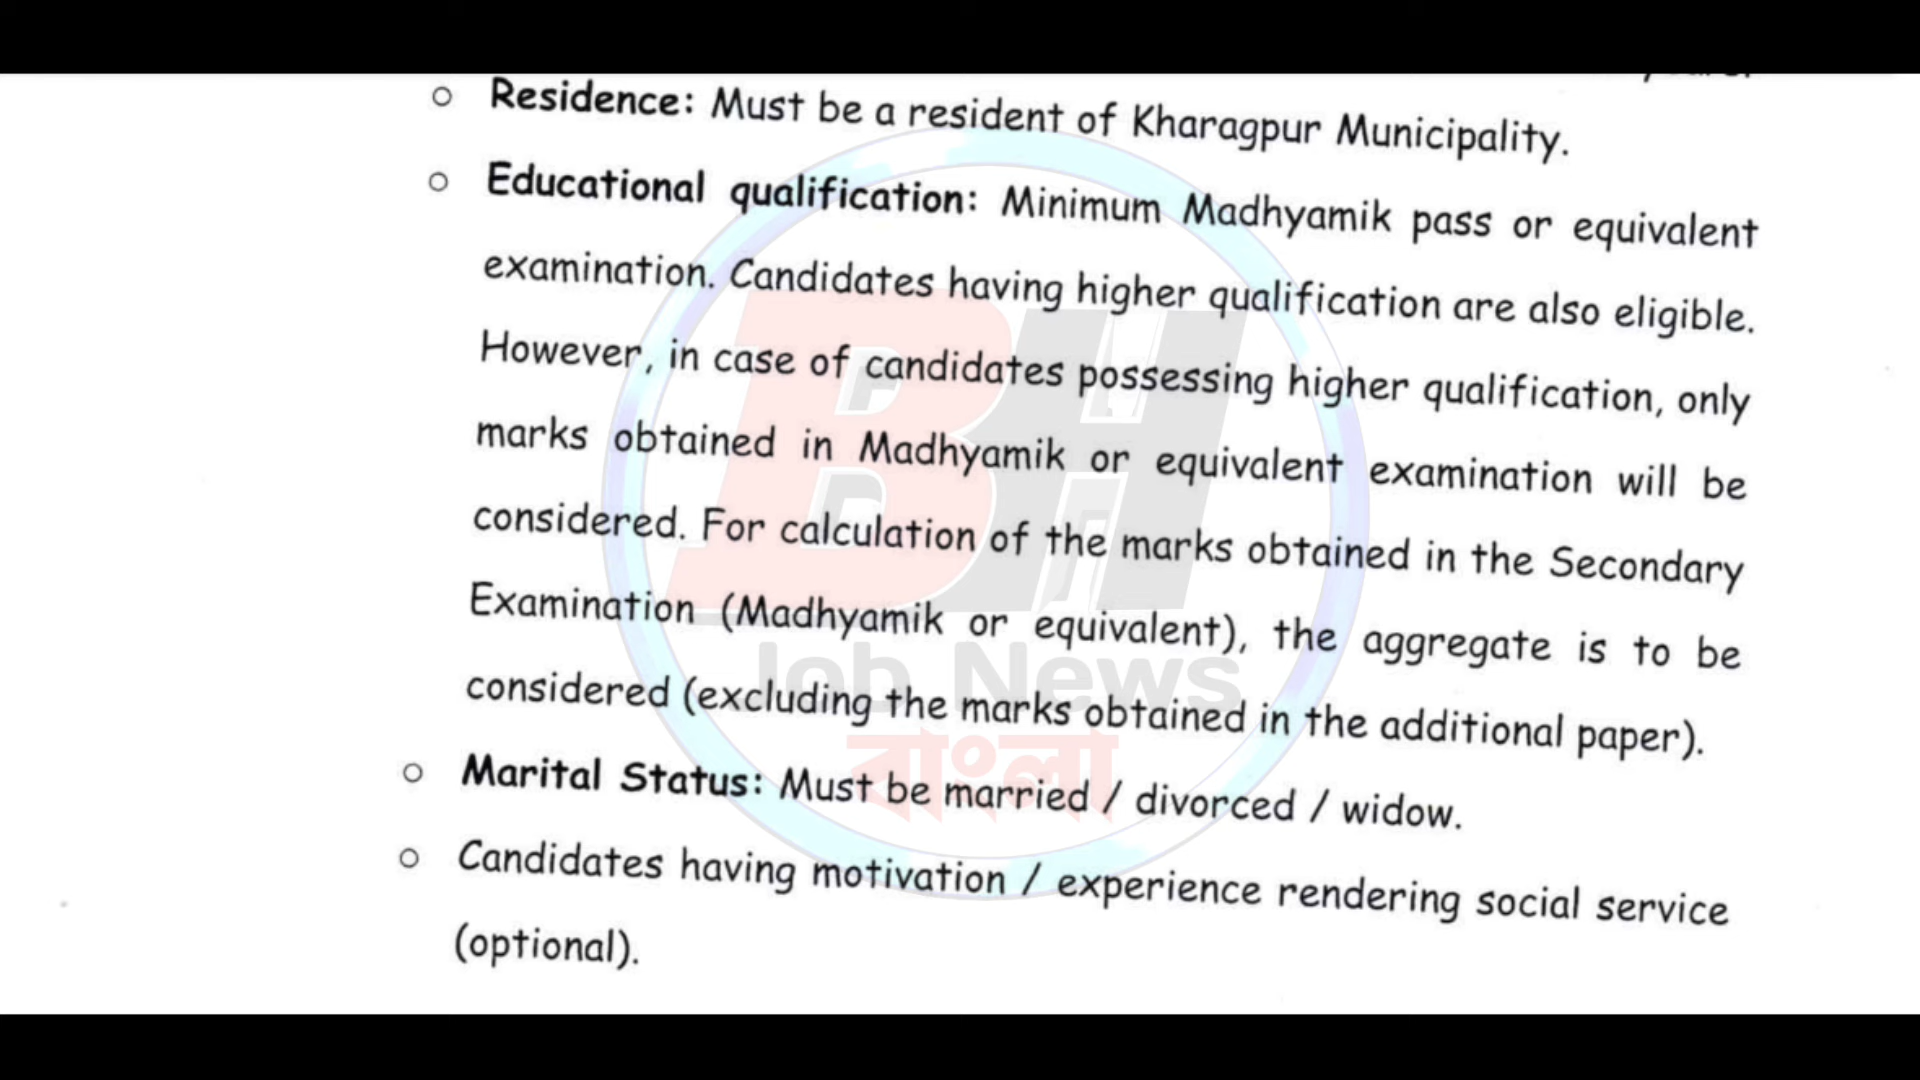 Residence: Must be a resident of Kharagpur Municipality.
Educational qualification: Minimum Madhyamik pass or equivalent
examination. Candidates having higher qualification are also eligible.
However, in case of candidates possessing higher qualification, only
marks obtained in Madhyamik or equivalent examination will be
considered. For calculation of the marks obtained in the Secondary
Examination (Madhyamik or equivalent), the aggregate is to be
considered (excluding the marks obtained in the additional paper).
Marital Status: Must be married / divorced / widow.
Candidates having motivation / experience rendering social service
(optional).
BH
Job News
বাংলা